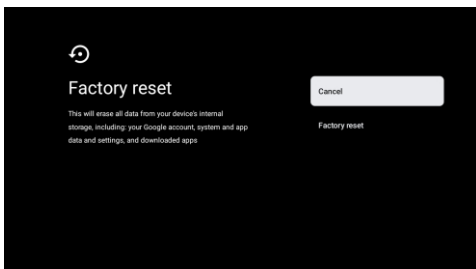 Factory reset
This will erase all data from your device's internal
storage, including: your Google account, system and app
data and settings, and downloaded apps
Cancel
Factory reset